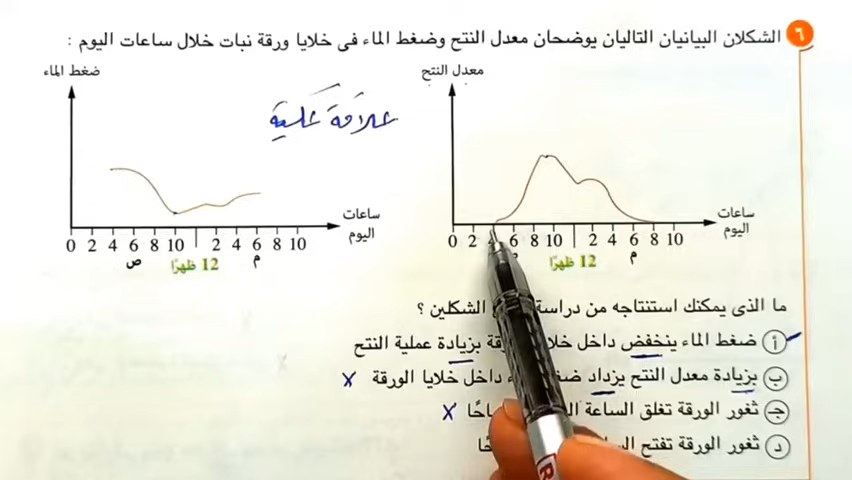 ٦ الشكلان البيانيان التاليان يوضحان معدل النتح وضغط الماء فى خلايا ورقة نبات خلال ساعات اليوم :
معدل النتح
ساعات اليوم
0 2 4 6 8 10 2 4 6 8 10
12 ظهرًا م
ضغط الماء
علاقة عكسية
ساعات اليوم
0 2 4 6 8 10 2 4 6 8 10
ص 12 ظهرًا م
ما الذى يمكنك استنتاجه من دراسة الشكلين ؟
أ ضغط الماء ينخفض داخل بزيادة عملية النتح
ب بزيادة معدل النتح يزداد داخل خلايا الورقة x
جـ ثغور الورقة تغلق الساعة x
د ثغور الورقة تفتح